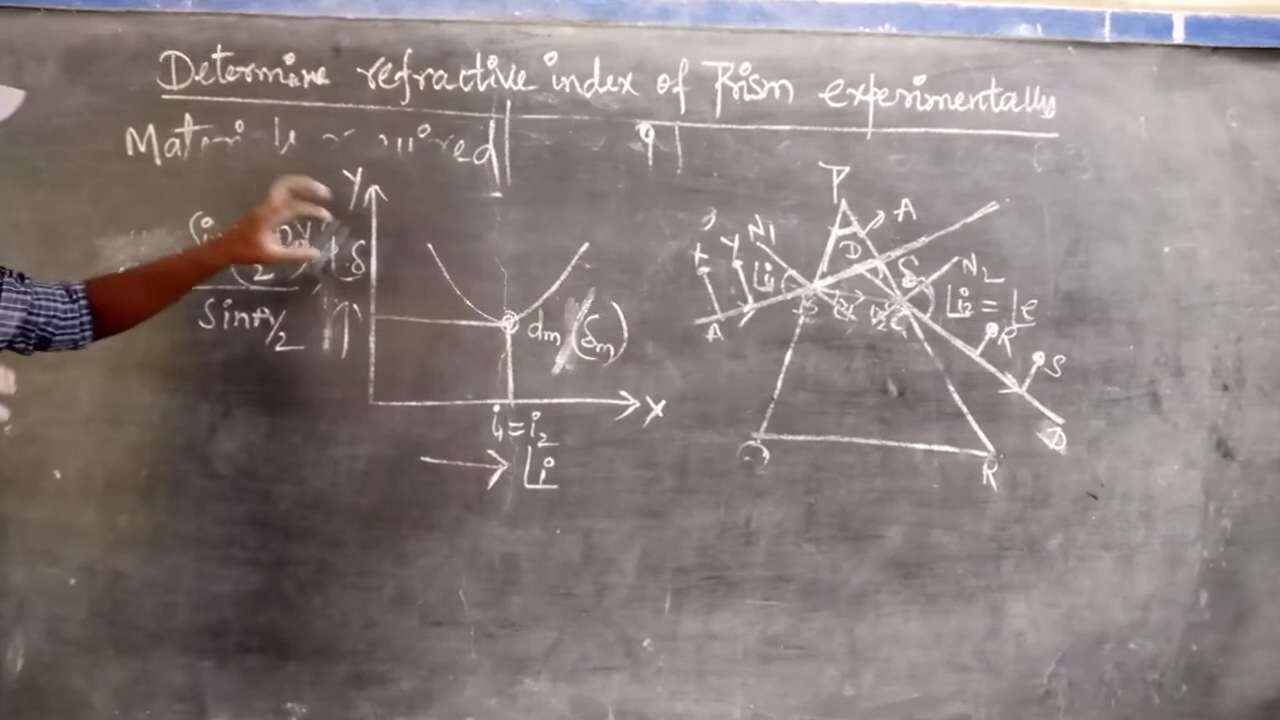 Determine refractive index of Prism experimentally
Y
δ
Sin A/2
dm (δm)
X
i1 = i2
∠i
P
A
N1
Y
X
∠i1
D
δ
N2
∠i2 = ∠e
A
B
C
R
S
D
Q
R